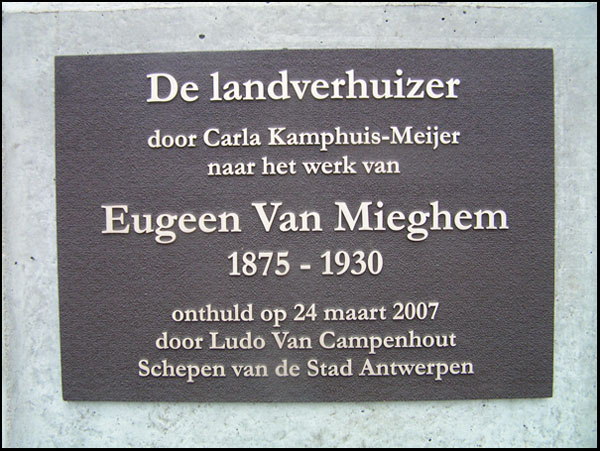 De landverhuizer
door Carla Kamphuis-Meijer
naar het werk van
Eugeen Van Mieghem
1875 - 1930
onthuld op 24 maart 2007
door Ludo Van Campenhout
Schepen van de Stad Antwerpen